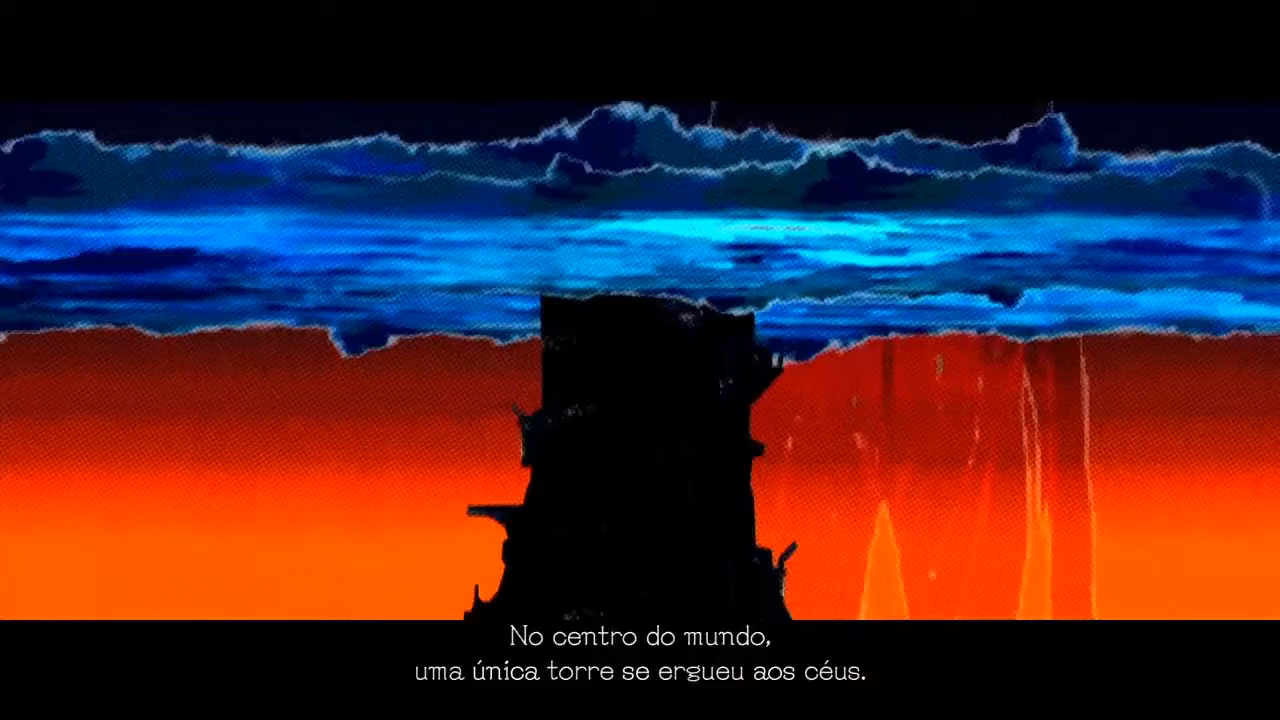 No centro do mundo,
uma única torre se ergueu aos céus.